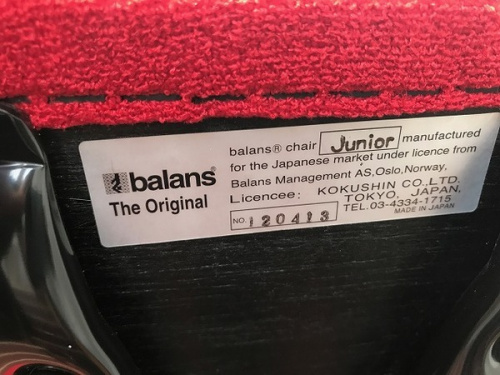 balans® chair Junior manufactured
for the Japanese market under licence from
Balans Management AS,Oslo,Norway,
Licencee: KOKUSHIN CO.,LTD.
TOKYO, JAPAN.
TEL.03-4334-1715
MADE IN JAPAN
balans®
The Original
NO. 120413